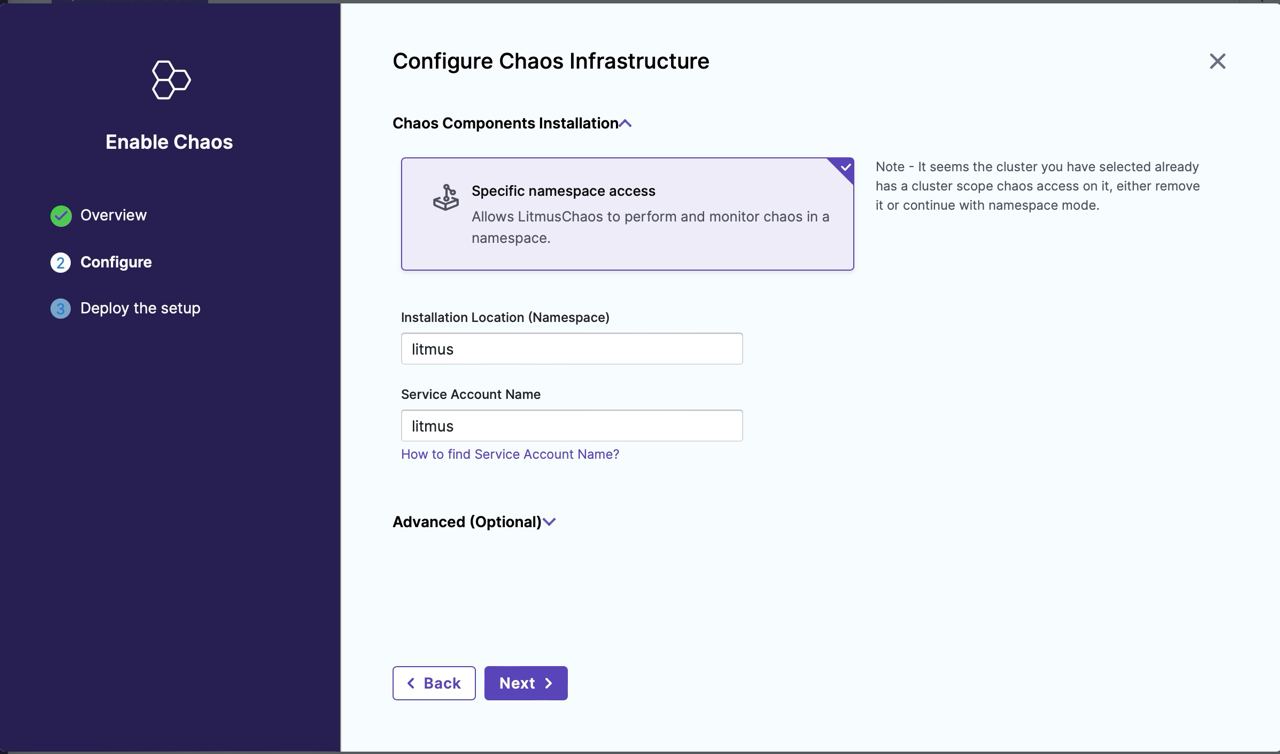 Enable Chaos
Overview
2 Configure
3 Deploy the setup
Configure Chaos Infrastructure
Chaos Components Installation
Specific namespace access
Allows LitmusChaos to perform and monitor chaos in a
namespace.
Note - It seems the cluster you have selected already
has a cluster scope chaos access on it, either remove
it or continue with namespace mode.
Installation Location (Namespace)
litmus
Service Account Name
litmus
How to find Service Account Name?
Advanced (Optional)
Back
Next